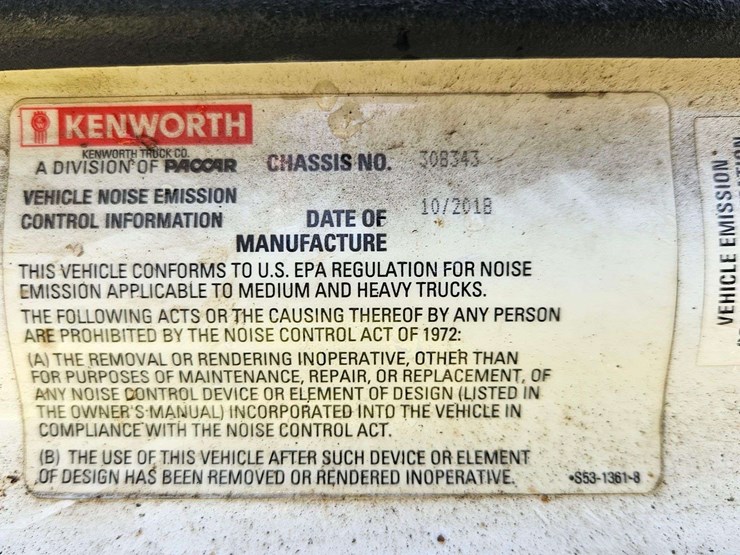 KENWORTH
KENWORTH TRUCK CO.
A DIVISION OF PACCAR
CHASSIS NO. 308343
VEHICLE NOISE EMISSION
CONTROL INFORMATION
DATE OF
MANUFACTURE
10/2018
THIS VEHICLE CONFORMS TO U.S. EPA REGULATION FOR NOISE
EMISSION APPLICABLE TO MEDIUM AND HEAVY TRUCKS.
THE FOLLOWING ACTS OR THE CAUSING THEREOF BY ANY PERSON
ARE PROHIBITED BY THE NOISE CONTROL ACT OF 1972:
(A) THE REMOVAL OR RENDERING INOPERATIVE, OTHER THAN
FOR PURPOSES OF MAINTENANCE, REPAIR, OR REPLACEMENT, OF
ANY NOISE CONTROL DEVICE OR ELEMENT OF DESIGN (LISTED IN
THE OWNER'S MANUAL) INCORPORATED INTO THE VEHICLE IN
COMPLIANCE WITH THE NOISE CONTROL ACT.
(B) THE USE OF THIS VEHICLE AFTER SUCH DEVICE OR ELEMENT
OF DESIGN HAS BEEN REMOVED OR RENDERED INOPERATIVE.
•S53-1361-8
VEHICLE EMISSION